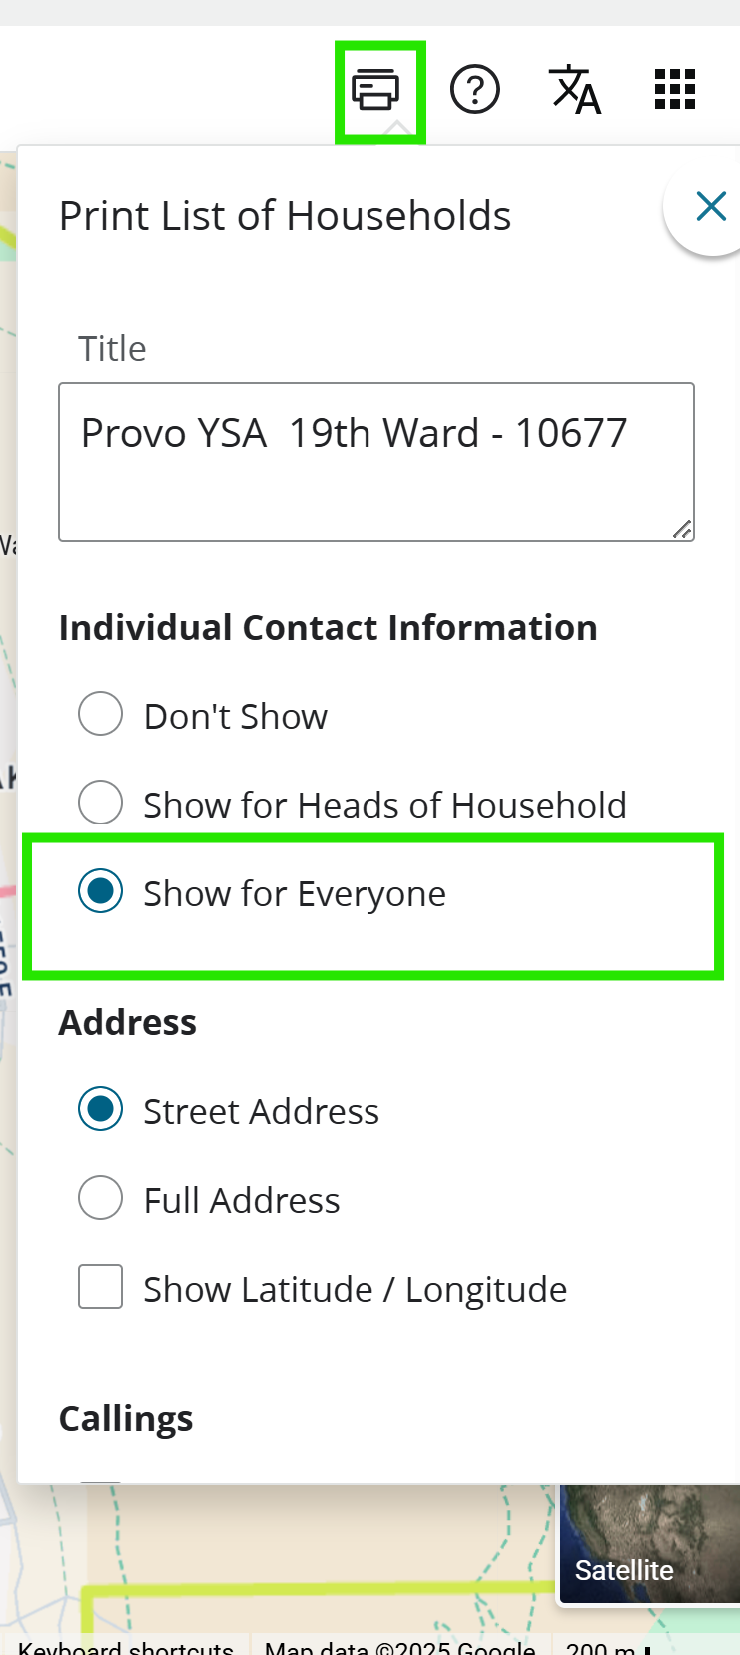 Print List of Households
Title
Provo YSA  19th Ward - 10677
Individual Contact Information
Don't Show
Show for Heads of Household
Show for Everyone
Address
Street Address
Full Address
Show Latitude / Longitude
Callings
Satellite
Keyboard shortcuts
Map data ©2025 Google
200 m